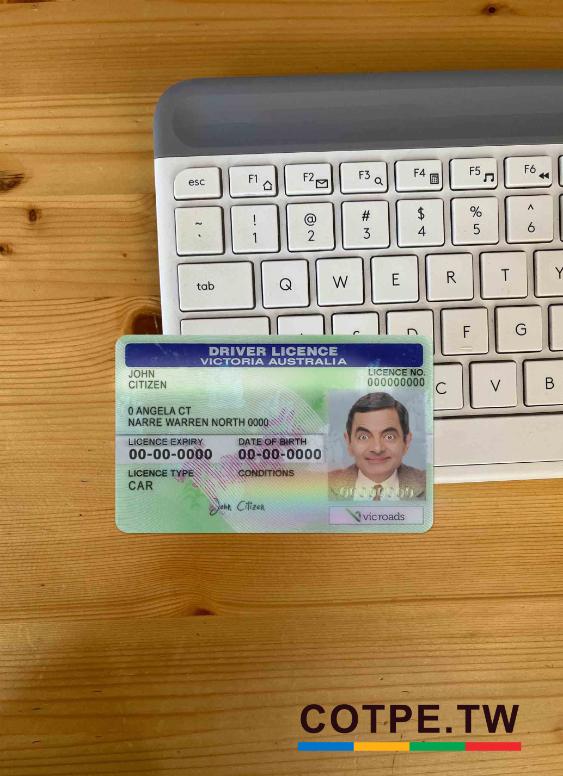 esc
F1
F2
F3
F4
F5
F6
~ `
! 1
@ 2
# 3
$ 4
% 5
^ 6
tab
Q
W
E
R
T
Y
F
G
C
V
B
DRIVER LICENCE
VICTORIA AUSTRALIA
JOHN
CITIZEN
LICENCE NO.
000000000
0 ANGELA CT
NARRE WARREN NORTH 0000
LICENCE EXPIRY DATE OF BIRTH
00-00-0000 00-00-0000
LICENCE TYPE CONDITIONS
CAR
John Citizen
vicroads
COTPE.TW